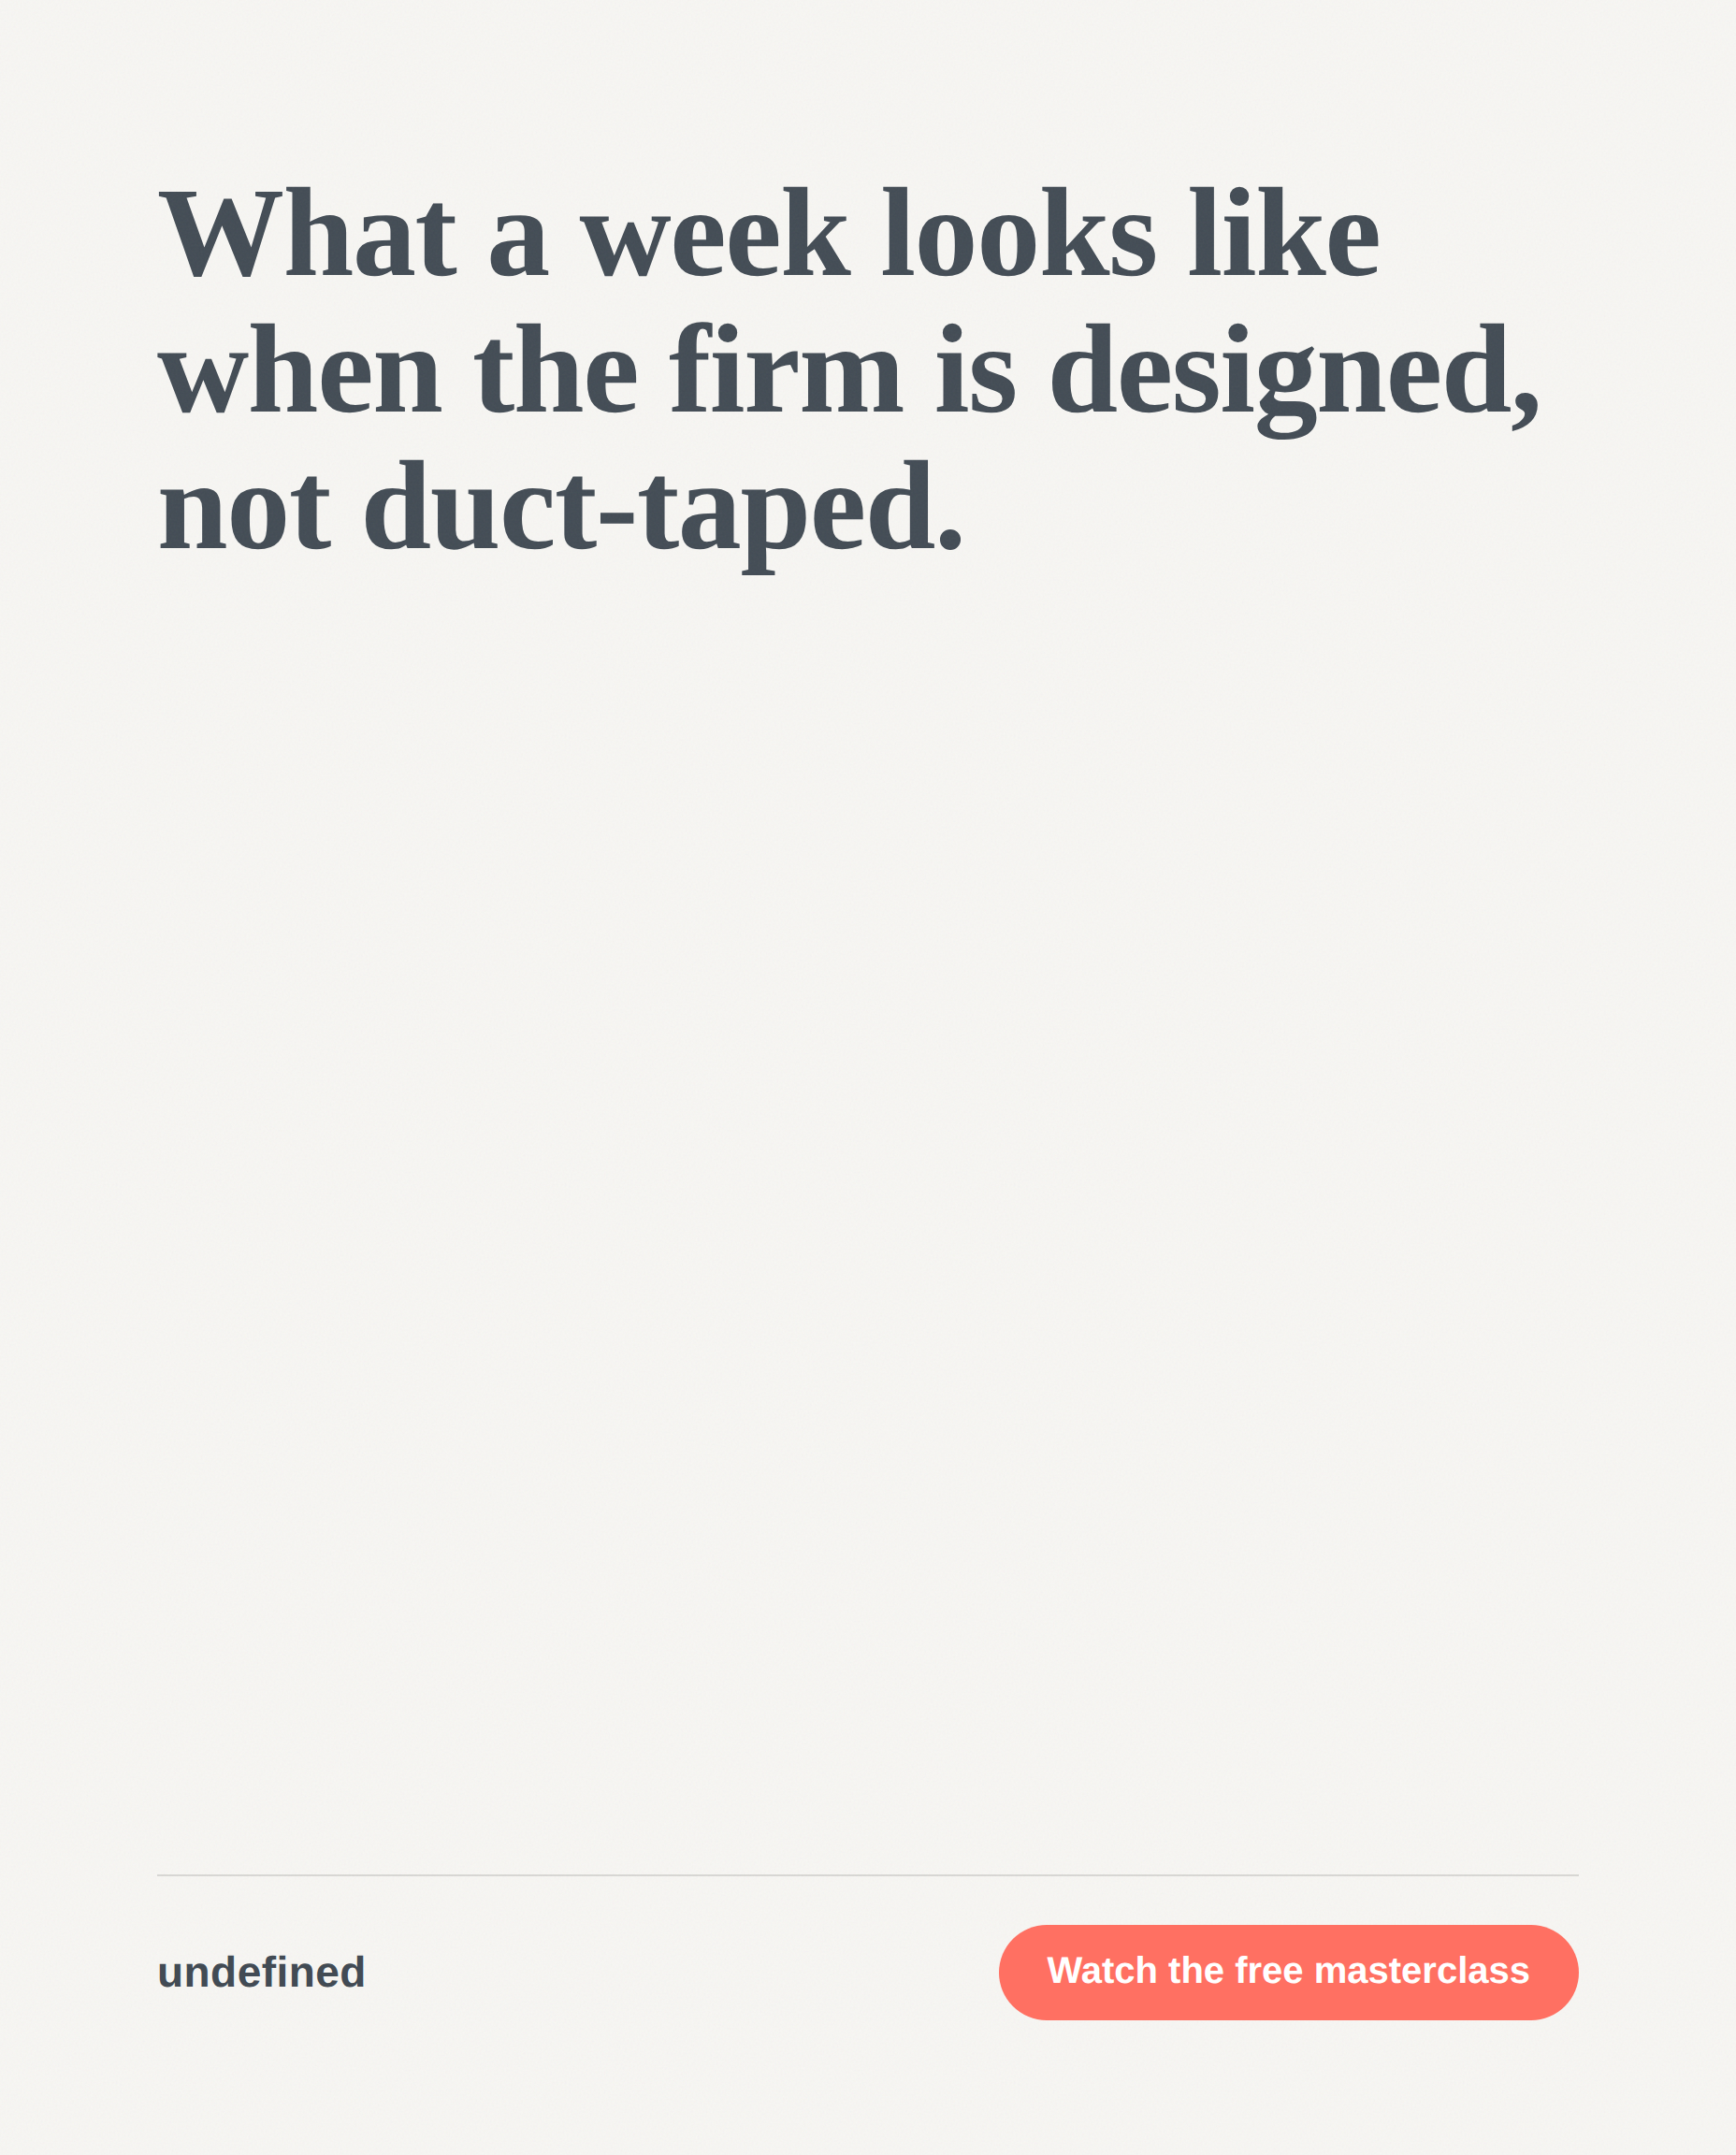 What a week looks like
when the firm is designed,
not duct-taped.
undefined
Watch the free masterclass